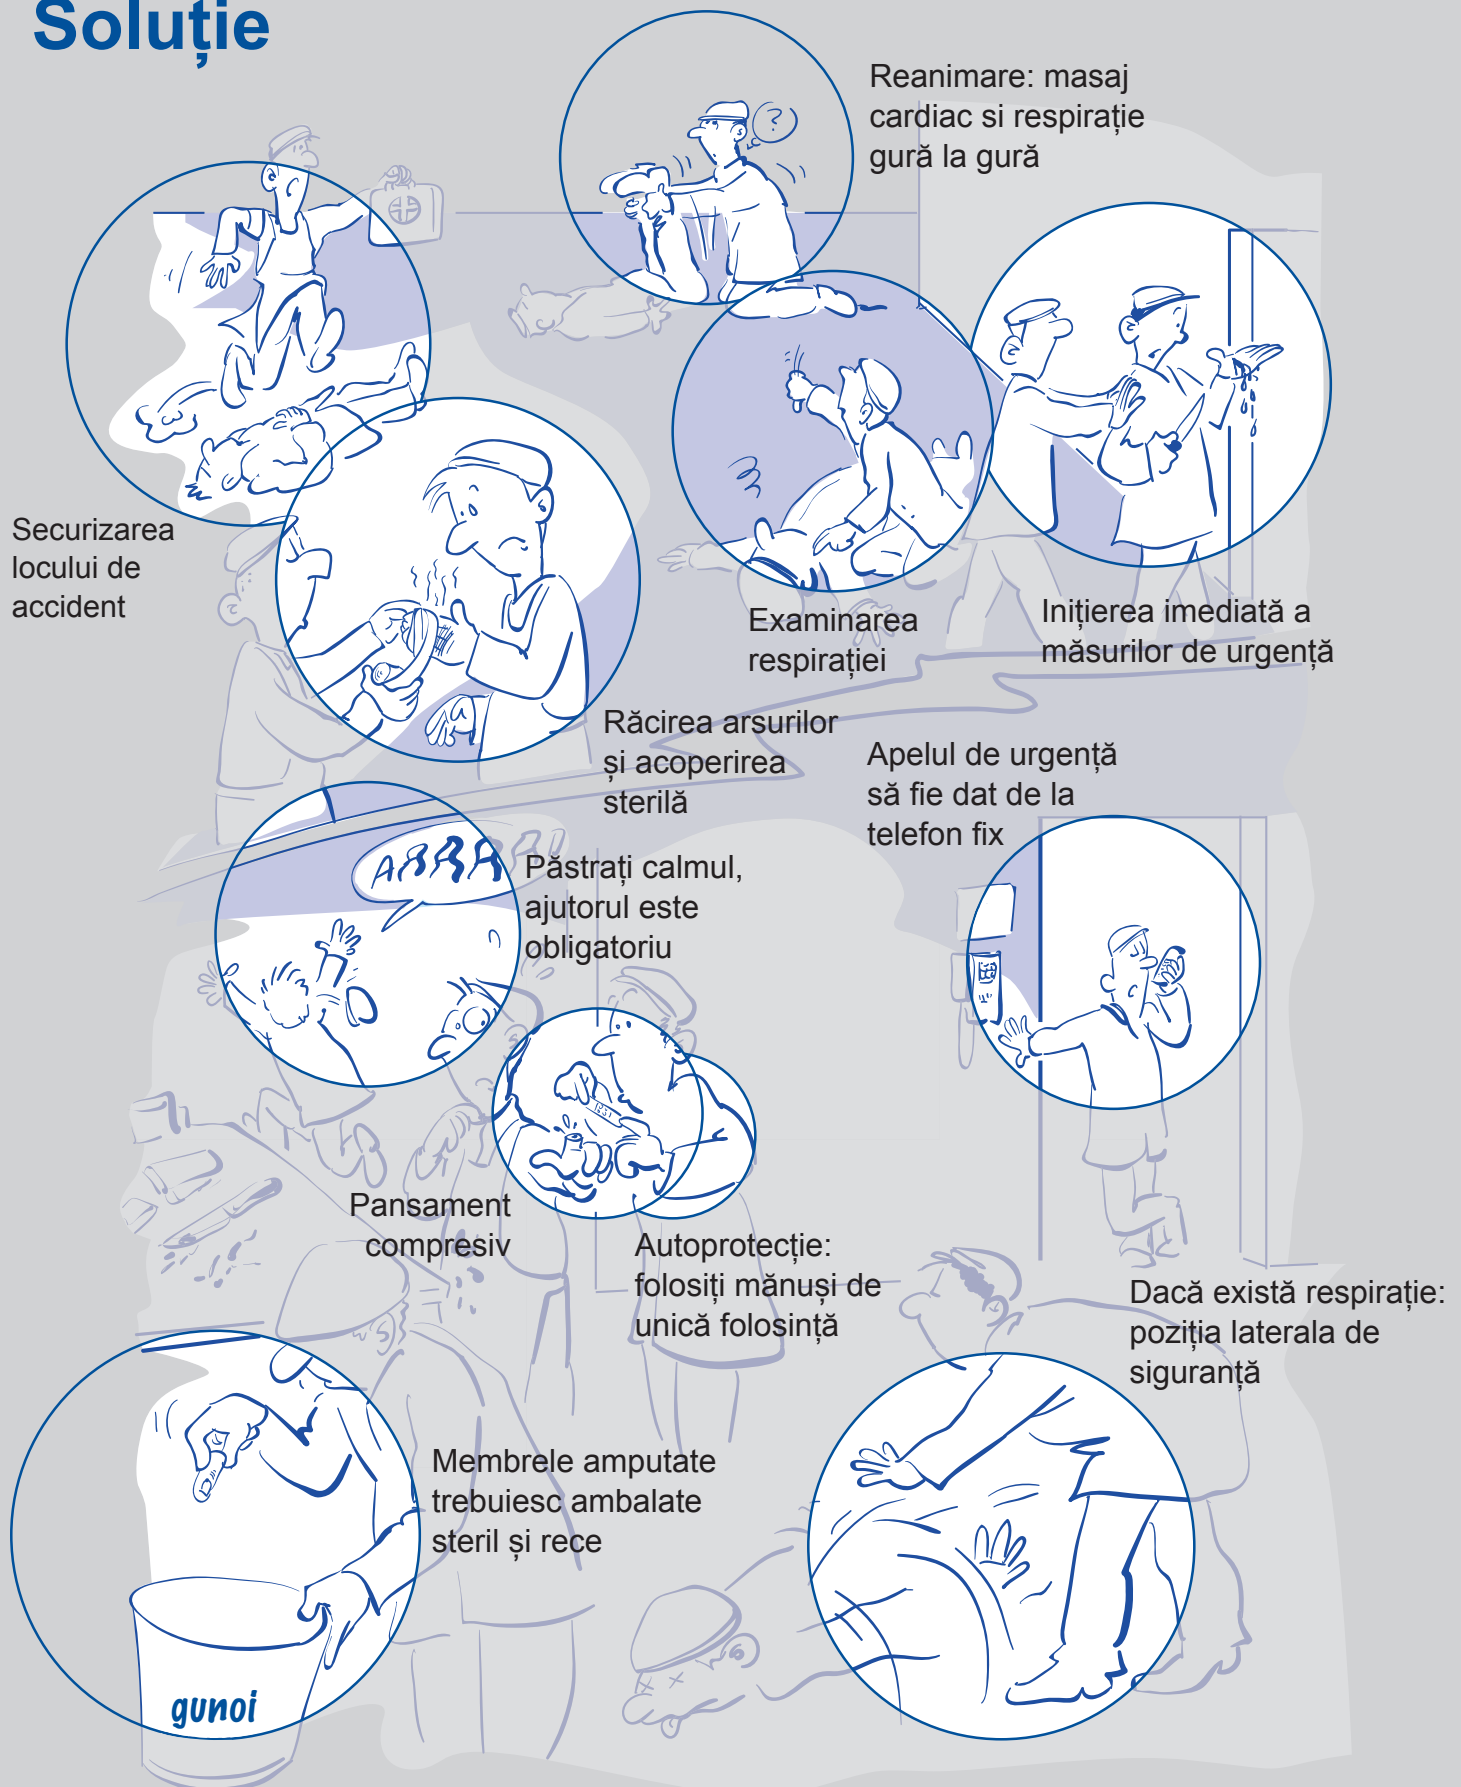 Soluție
Reanimare: masaj
cardiac si respirație
gură la gură
?
Securizarea
locului de
accident
Examinarea
respirației
Inițierea imediată a
măsurilor de urgență
Răcirea arsurilor
și acoperirea
sterilă
Apelul de urgență
să fie dat de la
telefon fix
Păstrați calmul,
ajutorul este
obligatoriu
Pansament
compresiv
Autoprotecție:
folosiți mănuși de
unică folosință
Dacă există respirație:
poziția laterala de
siguranță
Membrele amputate
trebuiesc ambalate
steril și rece
gunoi